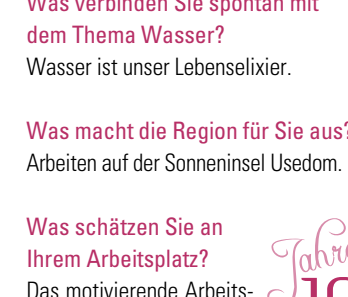 Was verbinden Sie spontan mit
dem Thema Wasser?
Wasser ist unser Lebenselixier.
Was macht die Region für Sie aus?
Arbeiten auf der Sonneninsel Usedom.
Was schätzen Sie an
Ihrem Arbeitsplatz?
Das motivierende Arbeits-